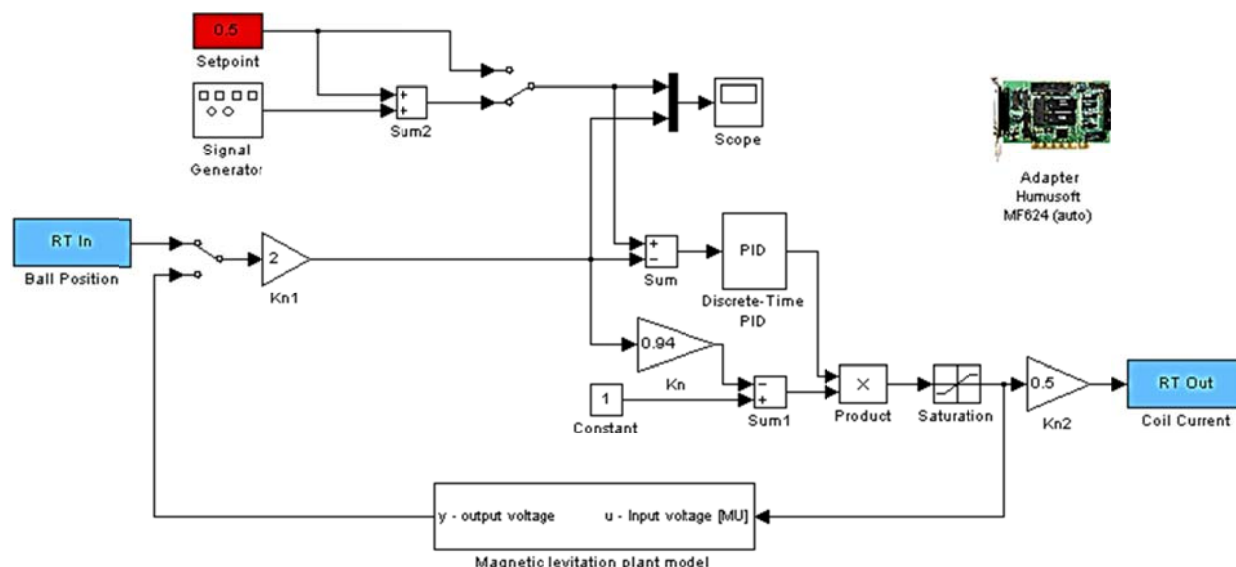 0.5
Setpoint
+
+
Sum2
Signal
Generator
Scope
Adapter
Humusoft
MF624 (auto)
RT In
Ball Position
2
Kn1
+
−
Sum
PID
Discrete-Time
PID
0.94
Kn
1
Constant
−
+
Sum1
×
Product
Saturation
0.5
Kn2
RT Out
Coil Current
y - output voltage
u - Input voltage [MU]
Magnetic levitation plant model